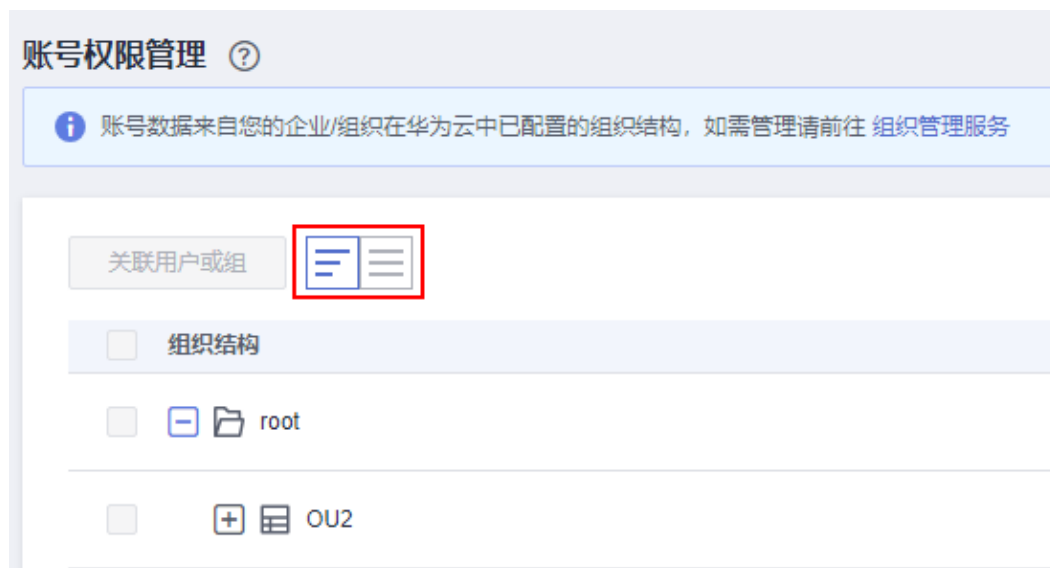 账号权限管理 ?
账号数据来自您的企业/组织在华为云中已配置的组织结构，如需管理请前往 组织管理服务
关联用户或组
组织结构
root
OU2